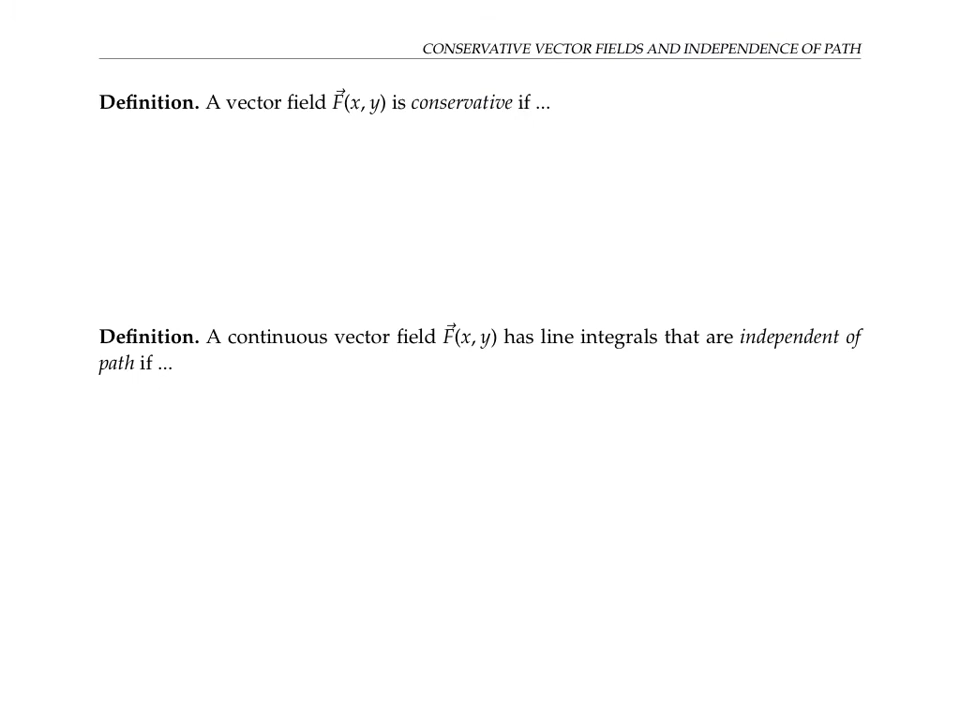 CONSERVATIVE VECTOR FIELDS AND INDEPENDENCE OF PATH
Definition. A vector field F⃗(x, y) is conservative if ...
Definition. A continuous vector field F⃗(x, y) has line integrals that are independent of
path if ...